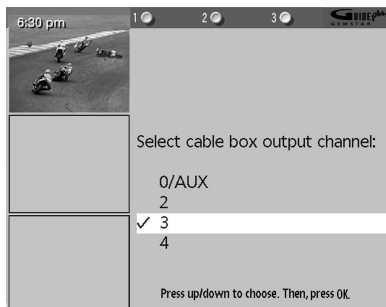 6:30 pm
1 2 3
GUIDE Plus
GEMSTAR
Select cable box output channel:
0/AUX
2
✓ 3
4
Press up/down to choose. Then, press OK.